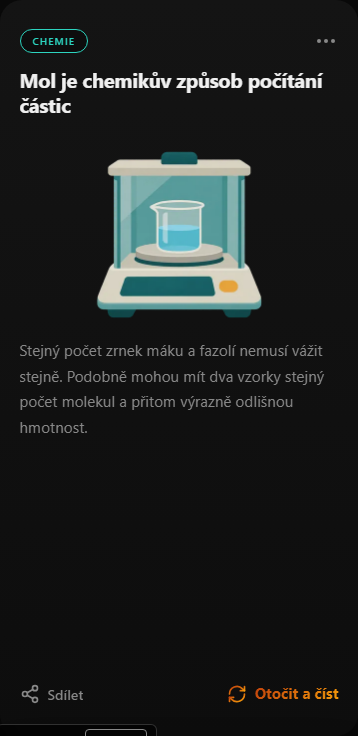 CHEMIE
Mol je chemikův způsob počítání
částic
Stejný počet zrnek máku a fazolí nemusí vážit
stejně. Podobně mohou mít dva vzorky stejný
počet molekul a přitom výrazně odlišnou
hmotnost.
Sdílet
Otočit a číst